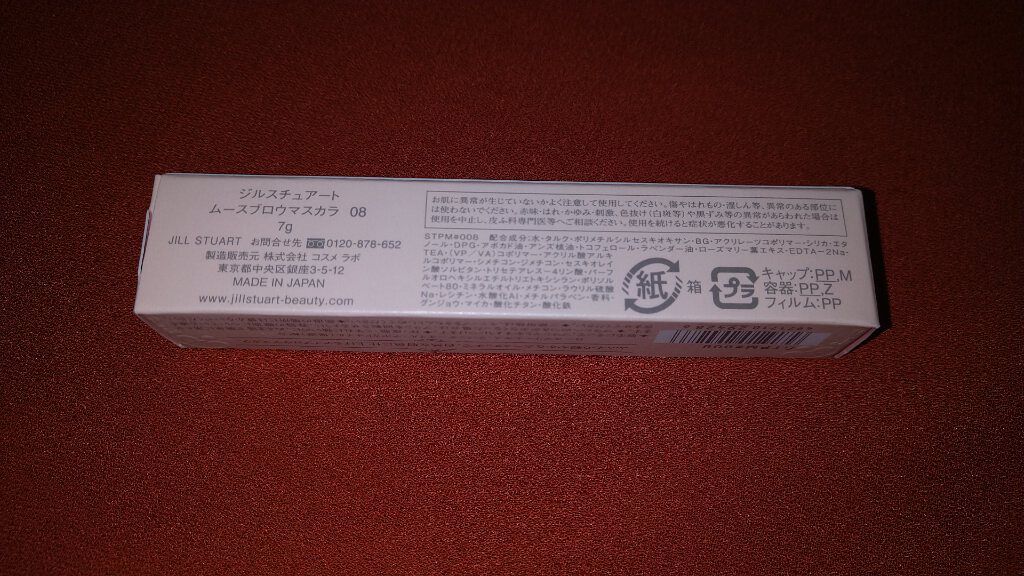 ジルスチュアート
ムースブロウマスカラ 08
7g
JILL STUART お問合せ先 0120-878-652
製造販売元 株式会社 コスメ ラボ
東京都中央区銀座3-5-12
MADE IN JAPAN
www.jillstuart-beauty.com
お肌に異常が生じていないかよく注意して使用してください。傷やはれもの・湿しん等、異常のある部位に
は使わないでください。赤味・はれ・かゆみ・刺激、色抜け(白斑等)や黒ずみ等の異常があらわれた場合は
使用を中止し、皮ふ科専門医等へご相談ください。使用を続けると症状が悪化することがあります。
STPM#008 配合成分:水・タルク・ポリメチルシルセスキオキサン・BG・アクリレーツコポリマー・シリカ・エタ
ノール・DPG・アボカド油・アンズ核油・トコフェロール・ラベンダー油・ローズマリー葉エキス・EDTA-2Na・
TEA・(VP/VA)コポリマー・アクリル酸アルキ
ルコポリマー・シメチコン・ジメチコン・セスキオレイ
ン酸ソルビタン・トリセテアレス-4リン酸・パーフ
ルオロヘキシルエチルトリエトキシシラン・ポリソル
ベート80・ミネラルオイル・メチコン・ラウリル硫酸
Na・レシチン・水酸化Al・メチルパラベン・香料・
グンジョウ・マイカ・酸化チタン・酸化鉄
紙 箱
プラ
キャップ:PP,M
容器:PP,Z
フィルム:PP